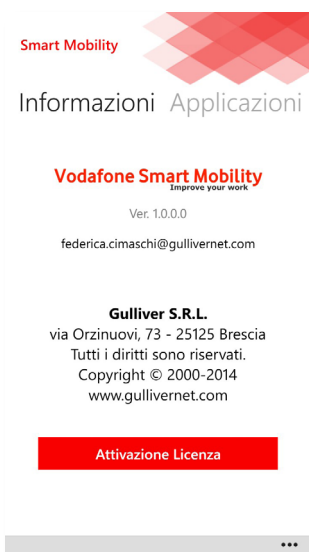 Smart Mobility
Informazioni Applicazioni
Vodafone Smart Mobility
Improve your work
Ver. 1.0.0.0
federica.cimaschi@gullivernet.com
Gulliver S.R.L.
via Orzinuovi, 73 - 25125 Brescia
Tutti i diritti sono riservati.
Copyright © 2000-2014
www.gullivernet.com
Attivazione Licenza